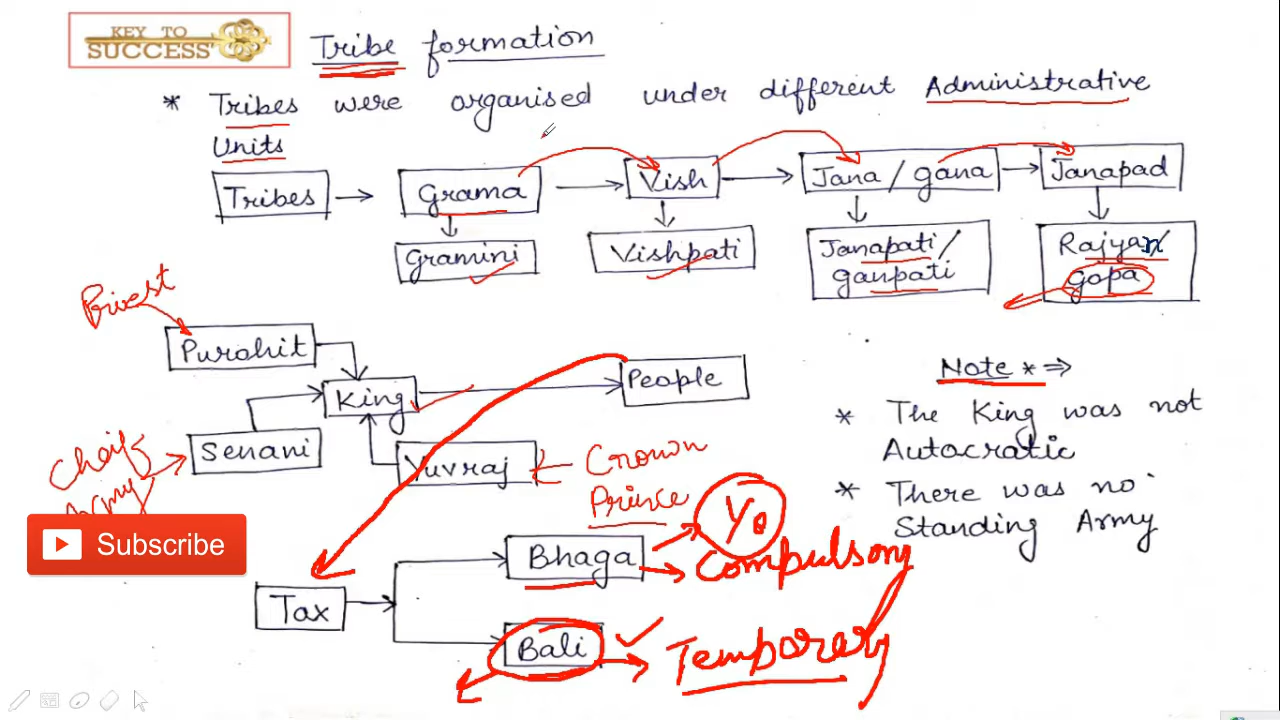 KEY TO
SUCCESS
Tribe formation
* Tribes were organised under different Administrative
Units
Tribes → Grama → Vish → Jana / gana → Janapad
Gramini Vishpati Janapati / Rajyan /
ganpati gopa
Priest
Purohit
King → People
Senani
Yuvraj
Chief
Army
Crown
Prince
Subscribe
Note * ⇒
* The King was not
Autocratic
* There was no
Standing Army
Tax
Bhaga
Compulsory
Bali
Temporary